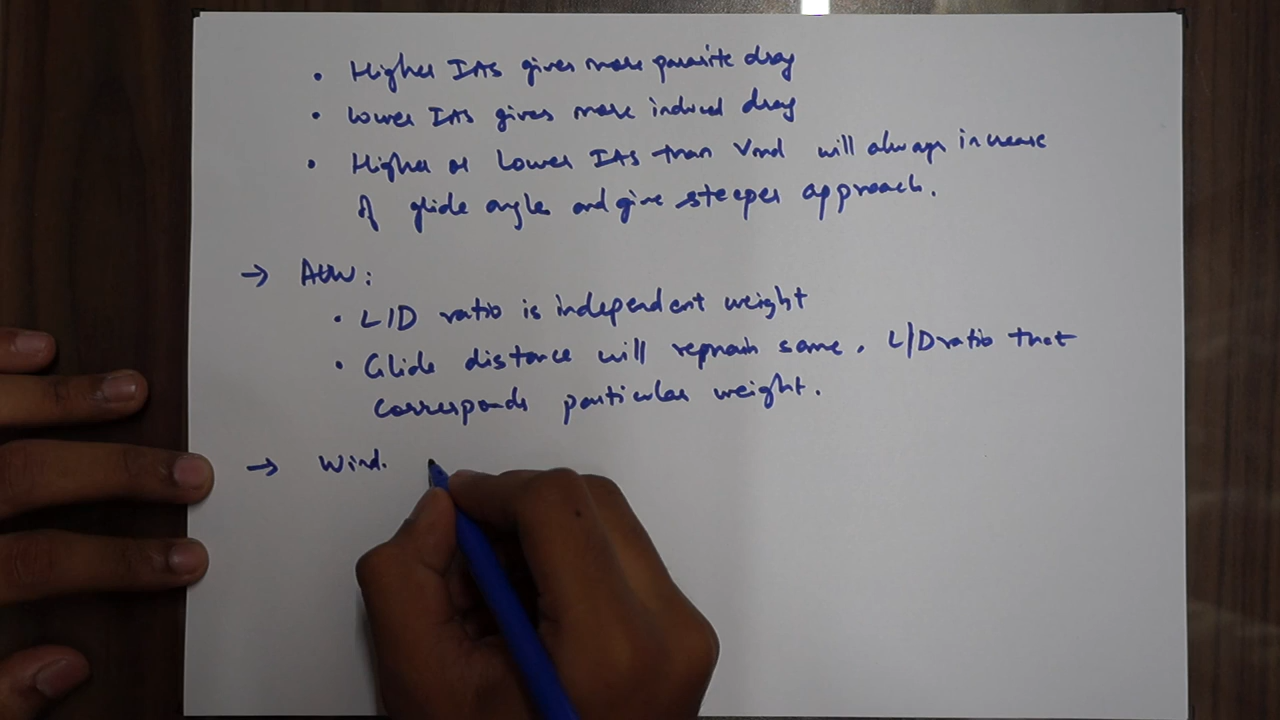 • Higher IAS gives more parasite drag
• Lower IAS gives more induced drag
• Higher or Lower IAS than Vmd will always increase
of glide angles and give steeper approach.
→ AUW:
• L/D ratio is independent weight
• Glide distance will remain same. L/D ratio that
corresponds particular weight.
→ Wind.